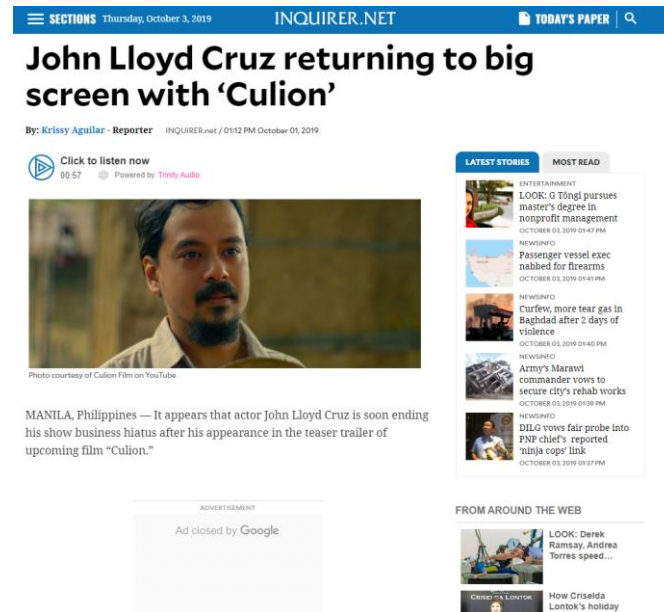 SECTIONS Thursday, October 3, 2019
INQUIRER.NET
TODAY'S PAPER
John Lloyd Cruz returning to big
screen with ‘Culion’
By: Krissy Aguilar - Reporter INQUIRER.net / 01:12 PM October 01, 2019
Click to listen now
00:57 Powered by Trinity Audio
Photo courtesy of Culion Film on YouTube
MANILA, Philippines — It appears that actor John Lloyd Cruz is soon ending
his show business hiatus after his appearance in the teaser trailer of
upcoming film “Culion.”
ADVERTISEMENT
Ad closed by Google
LATEST STORIES MOST READ
ENTERTAINMENT
LOOK: G Tōngi pursues
master's degree in
nonprofit management
OCTOBER 03, 2019 01:47 PM
NEWSINFO
Passenger vessel exec
nabbed for firearms
OCTOBER 03, 2019 01:41 PM
NEWSINFO
Curfew, more tear gas in
Baghdad after 2 days of
violence
OCTOBER 03, 2019 01:40 PM
NEWSINFO
Army's Marawi
commander vows to
secure city's rehab works
OCTOBER 03, 2019 01:39 PM
NEWSINFO
DILG vows fair probe into
PNP chief's reported
‘ninja cops’ link
OCTOBER 03, 2019 01:37 PM
FROM AROUND THE WEB
LOOK: Derek
Ramsay, Andrea
Torres speed...
CRISELDA LONTOK
How Criselda
Lontok's holiday